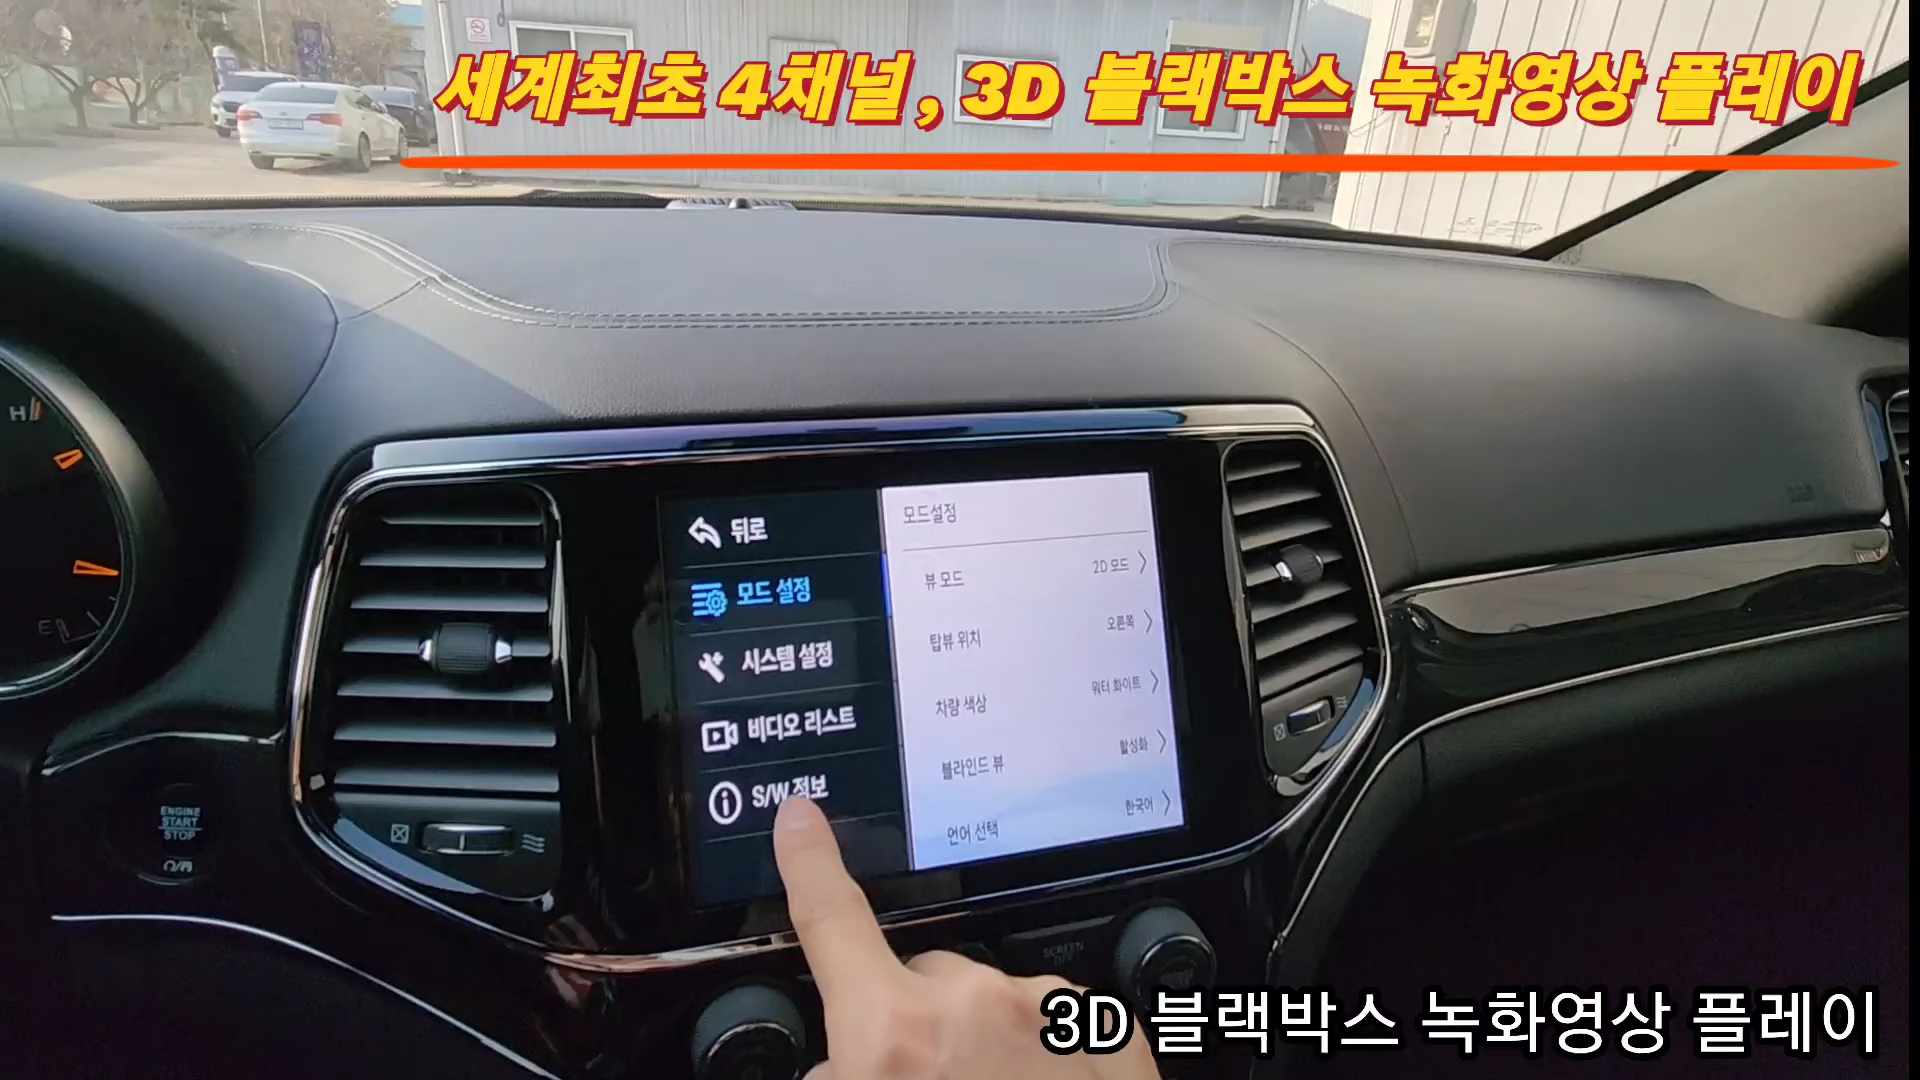 세계최초 4채널, 3D 블랙박스 녹화영상 플레이
H
E
뒤로
모드 설정
시스템 설정
비디오 리스트
S/W 정보
모드설정
뷰 모드 2D 모드
탑뷰 위치 오른쪽
차량 색상 워터 화이트
블라인드 뷰 활성화
언어 선택 한국어
ENGINE
START
STOP
SCREEN
OFF
3D 블랙박스 녹화영상 플레이